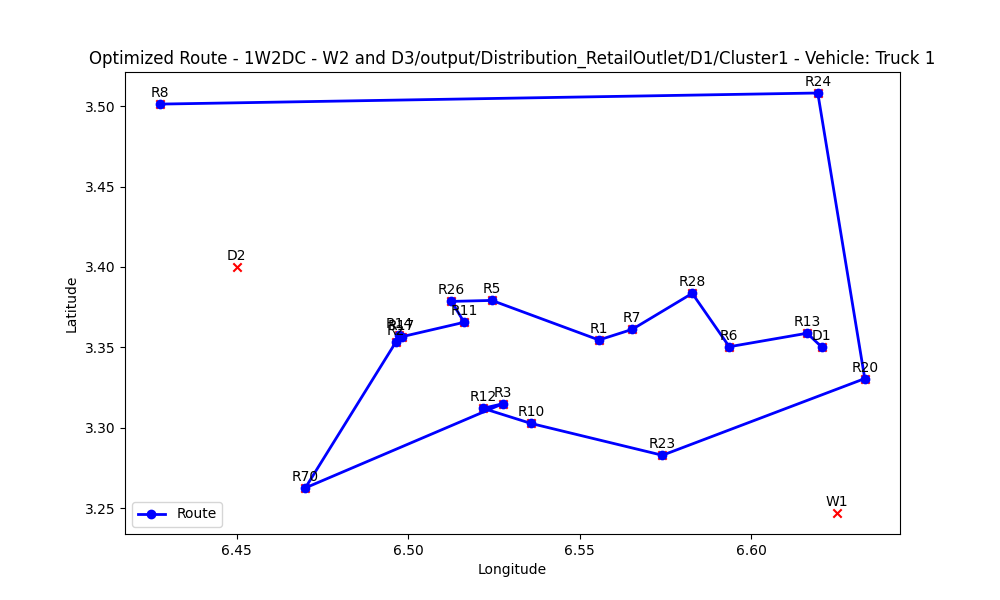 Optimized Route - 1W2DC - W2 and D3/output/Distribution_RetailOutlet/D1/Cluster1 - Vehicle: Truck 1
R8
R24
3.50
3.45
D2
3.40
R26
R5
R28
R11
R14
R17
R1
R7
R13
R6
D1
3.35
R20
R12
R3
R10
3.30
R23
R70
3.25
W1
Route
6.45
6.50
6.55
6.60
Latitude
Longitude